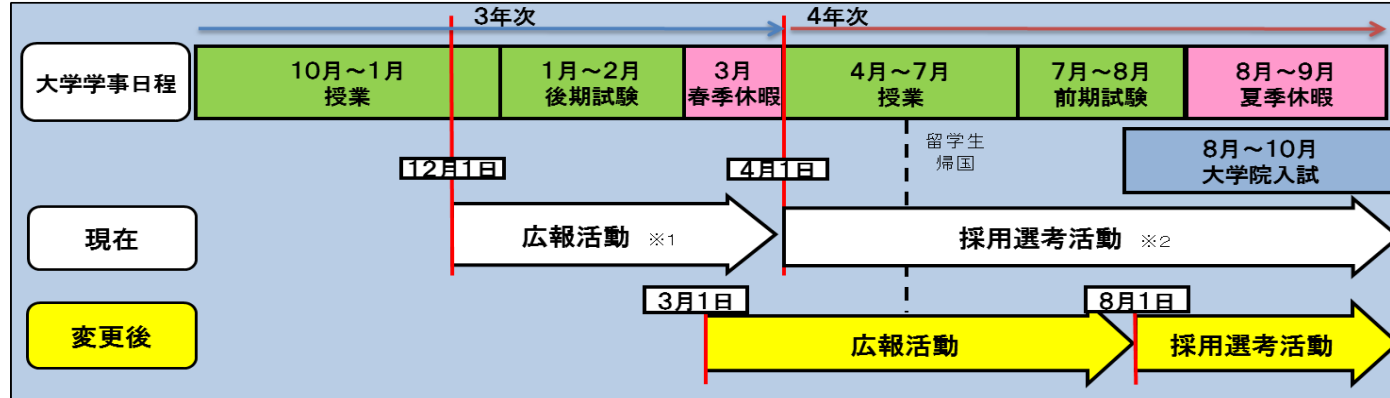 3年次
4年次
大学学事日程
10月～1月
授業
1月～2月
後期試験
3月
春季休暇
4月～7月
授業
7月～8月
前期試験
8月～9月
夏季休暇
留学生
帰国
8月～10月
大学院入試
12月1日
4月1日
現在
広報活動 ※1
採用選考活動 ※2
3月1日
8月1日
変更後
広報活動
採用選考活動